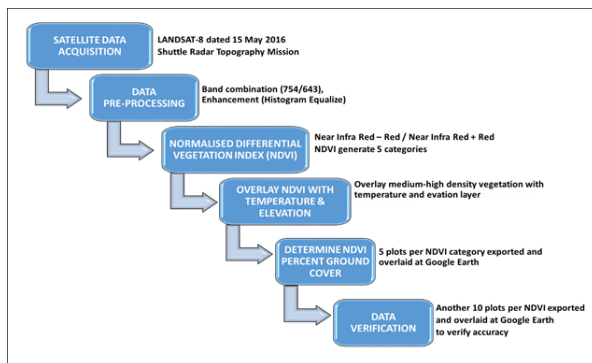 SATELLITE DATA
ACQUISITION
LANDSAT-8 dated 15 May 2016
Shuttle Radar Topography Mission
DATA
PRE-PROCESSING
Band combination (754/643),
Enhancement (Histogram Equalize)
NORMALISED DIFFERENTIAL
VEGETATION INDEX (NDVI)
Near Infra Red – Red / Near Infra Red + Red
NDVI generate 5 categories
OVERLAY NDVI WITH
TEMPERATURE &
ELEVATION
Overlay medium-high density vegetation with
temperature and evation layer
DETERMINE NDVI
PERCENT GROUND
COVER
5 plots per NDVI category exported and
overlaid at Google Earth
DATA
VERIFICATION
Another 10 plots per NDVI exported
and overlaid at Google Earth
to verify accuracy